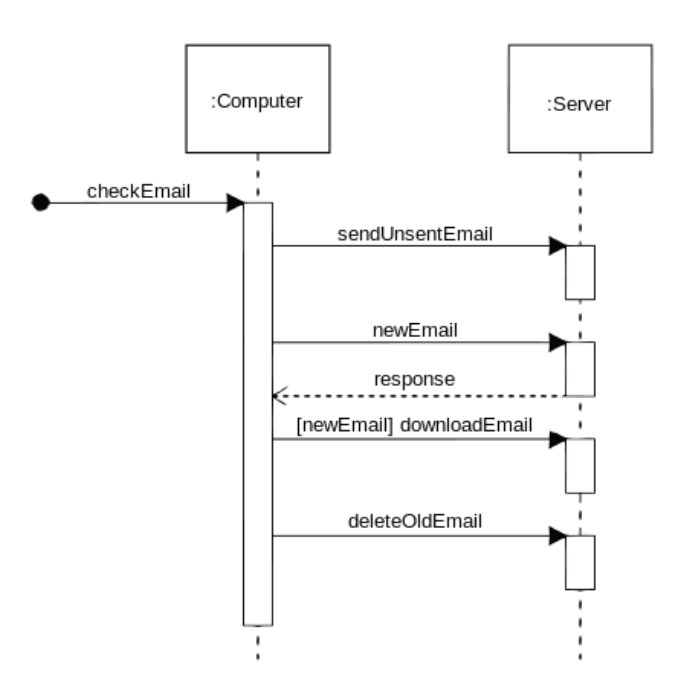 :Computer
:Server
checkEmail
sendUnsentEmail
newEmail
response
[newEmail] downloadEmail
deleteOldEmail